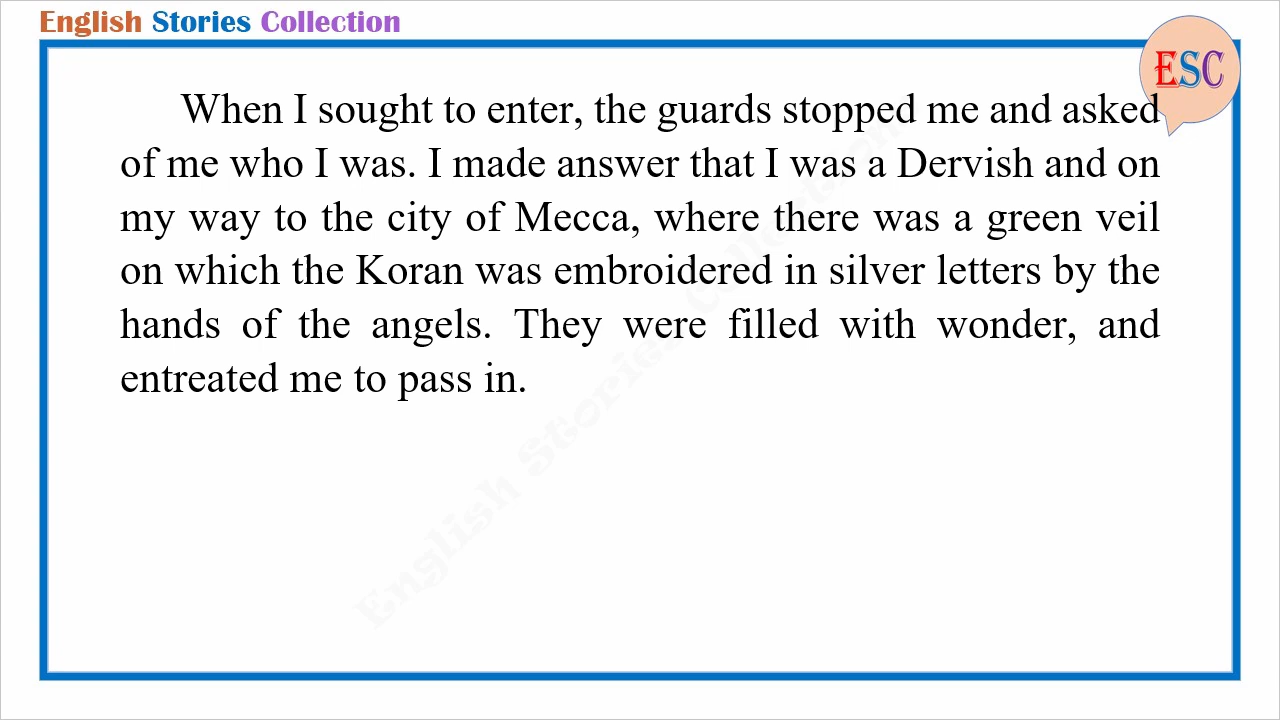 English Stories Collection
ESC
When I sought to enter, the guards stopped me and asked
of me who I was. I made answer that I was a Dervish and on
my way to the city of Mecca, where there was a green veil
on which the Koran was embroidered in silver letters by the
hands of the angels. They were filled with wonder, and
entreated me to pass in.
English Stories Collection